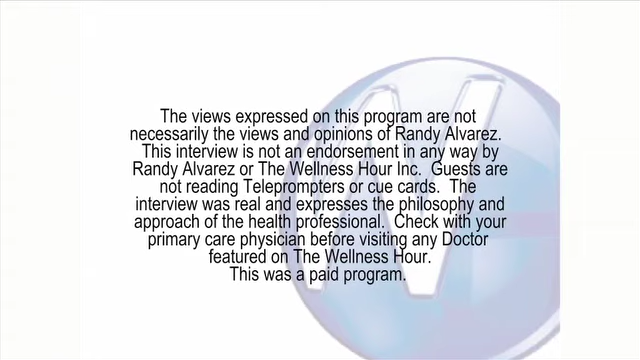 The views expressed on this program are not
necessarily the views and opinions of Randy Alvarez.
This interview is not an endorsement in any way by
Randy Alvarez or The Wellness Hour Inc.  Guests are
not reading Teleprompters or cue cards.  The
interview was real and expresses the philosophy and
approach of the health professional.  Check with your
primary care physician before visiting any Doctor
featured on The Wellness Hour.
This was a paid program.